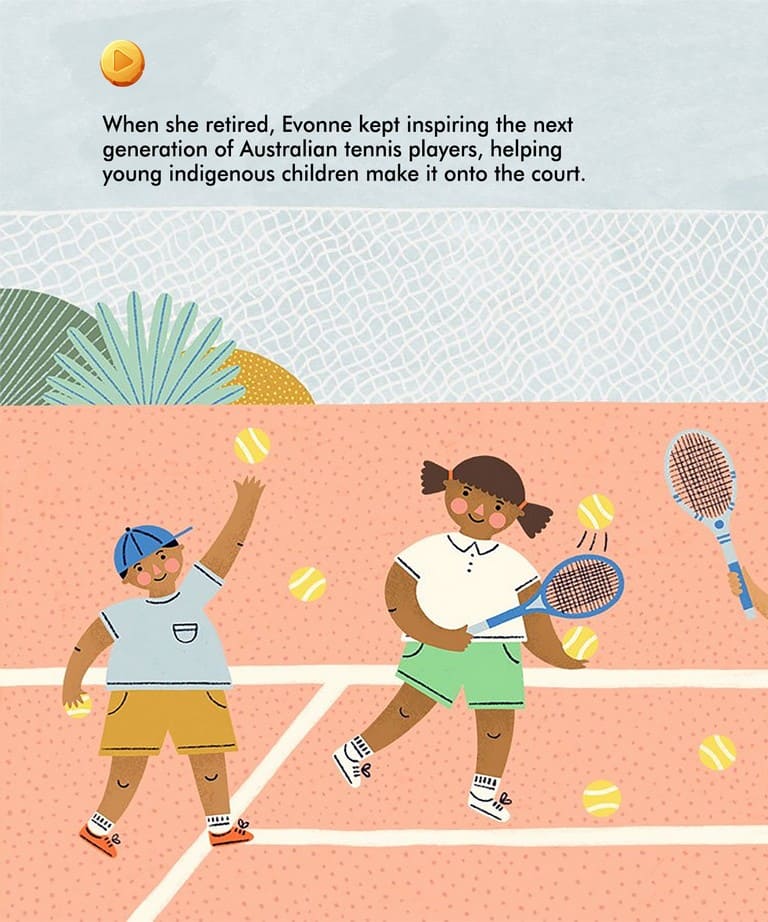 When she retired, Evonne kept inspiring the next
generation of Australian tennis players, helping
young indigenous children make it onto the court.